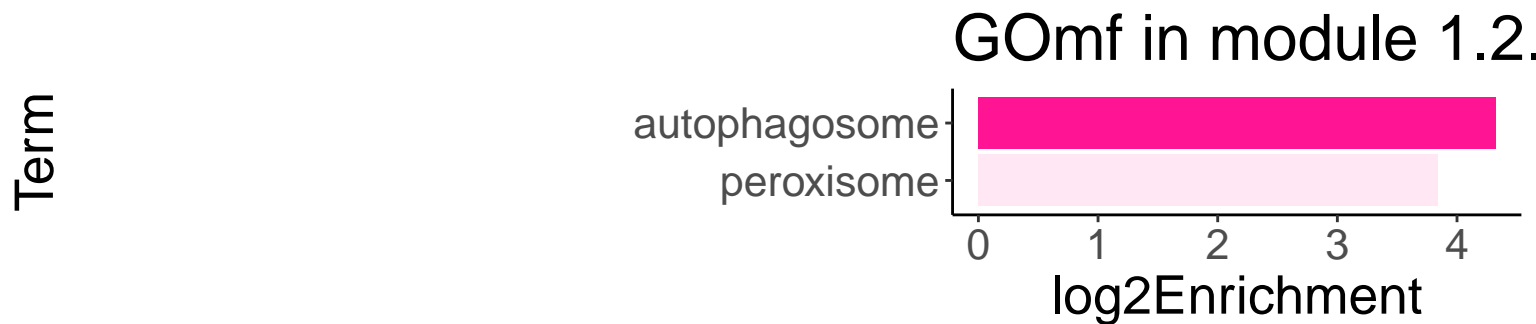 GOmf in module 1.2.
Term
autophagosome
peroxisome
0 1 2 3 4
log2Enrichment